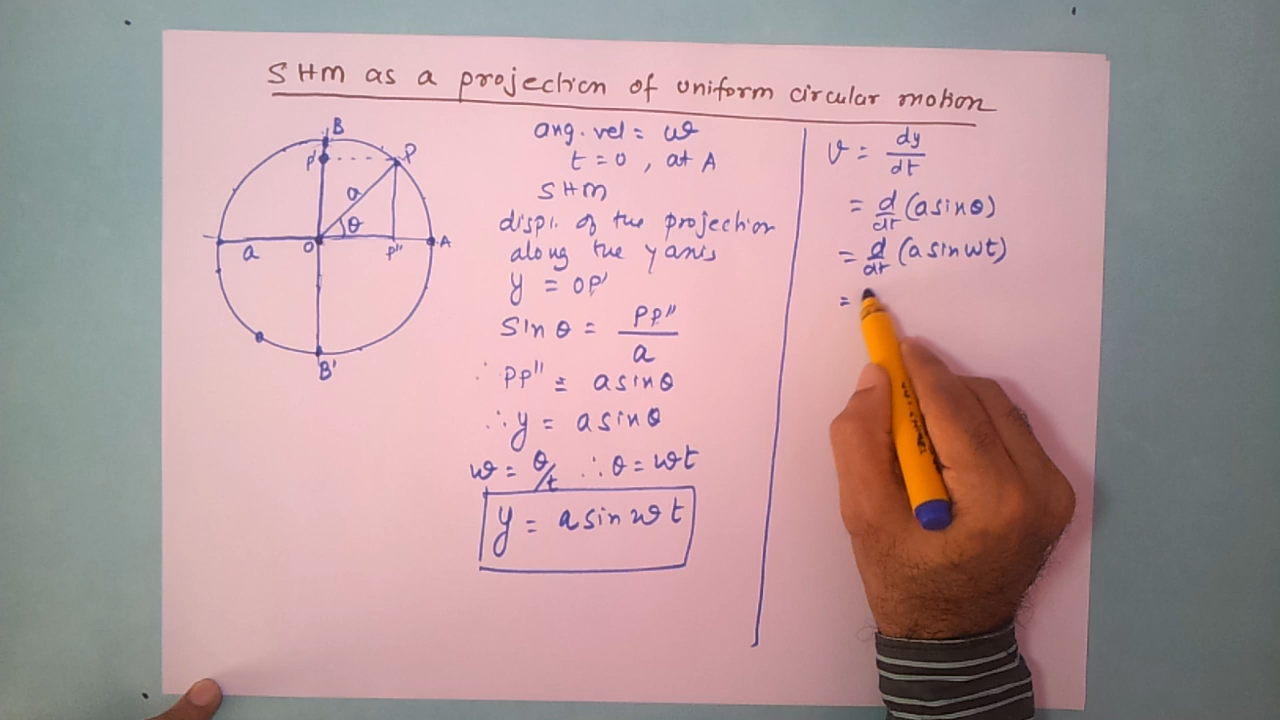 SHM as a projection of uniform circular motion
B
P'
P
a
θ
a
O
P"
A
B'
ang. vel = ω
t = 0 , at A
SHM
displ. of the projection
along the y axis
y = OP'
Sin θ = PP" / a
∴ PP" = a sin θ
∴ y = a sin θ
ω = θ/t ∴ θ = ωt
y = a sin ωt
v = dy/dt
= d/dt (a sin θ)
= d/dt (a sin ωt)
=